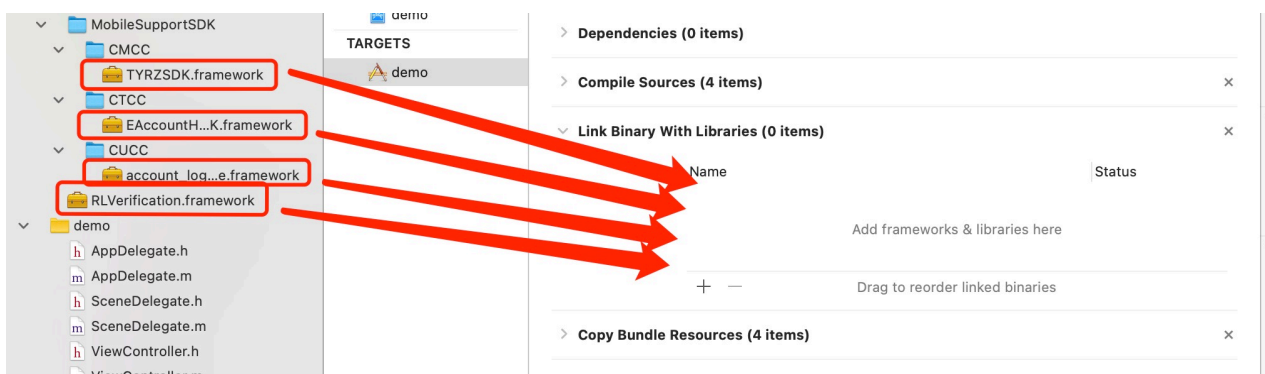 MobileSupportSDK
CMCC
TYRZSDK.framework
CTCC
EAccountH...K.framework
CUCC
account_log...e.framework
RLVerification.framework
demo
AppDelegate.h
AppDelegate.m
SceneDelegate.h
SceneDelegate.m
ViewController.h
ViewController.m
demo
TARGETS
demo
Dependencies (0 items)
Compile Sources (4 items)
Link Binary With Libraries (0 items)
Name
Status
Add frameworks & libraries here
Drag to reorder linked binaries
Copy Bundle Resources (4 items)